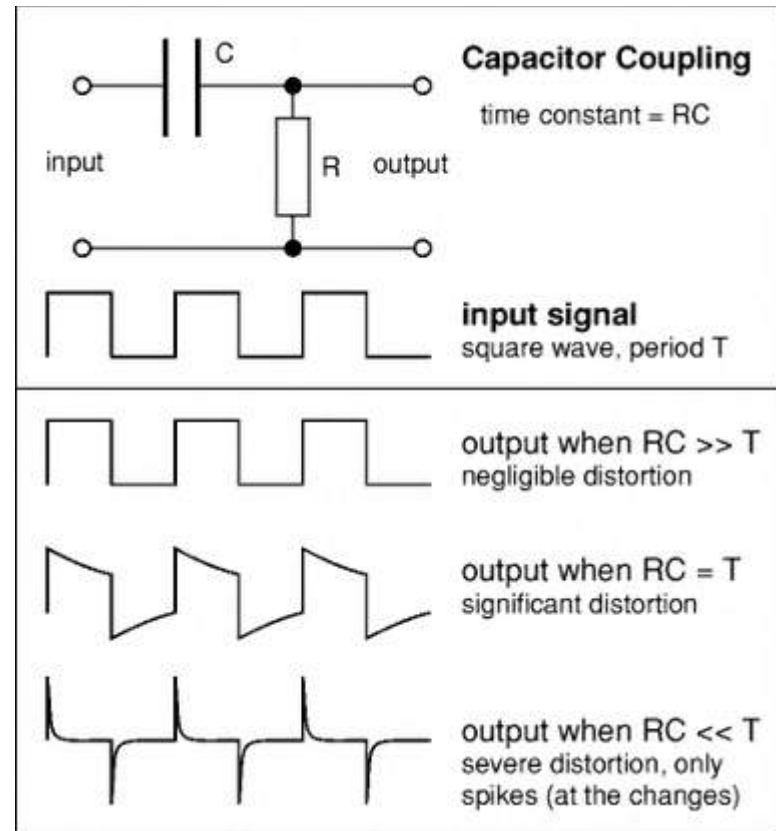 C
Capacitor Coupling
time constant = RC
input
R
output
input signal
square wave, period T
output when RC >> T
negligible distortion
output when RC = T
significant distortion
output when RC << T
severe distortion, only
spikes (at the changes)